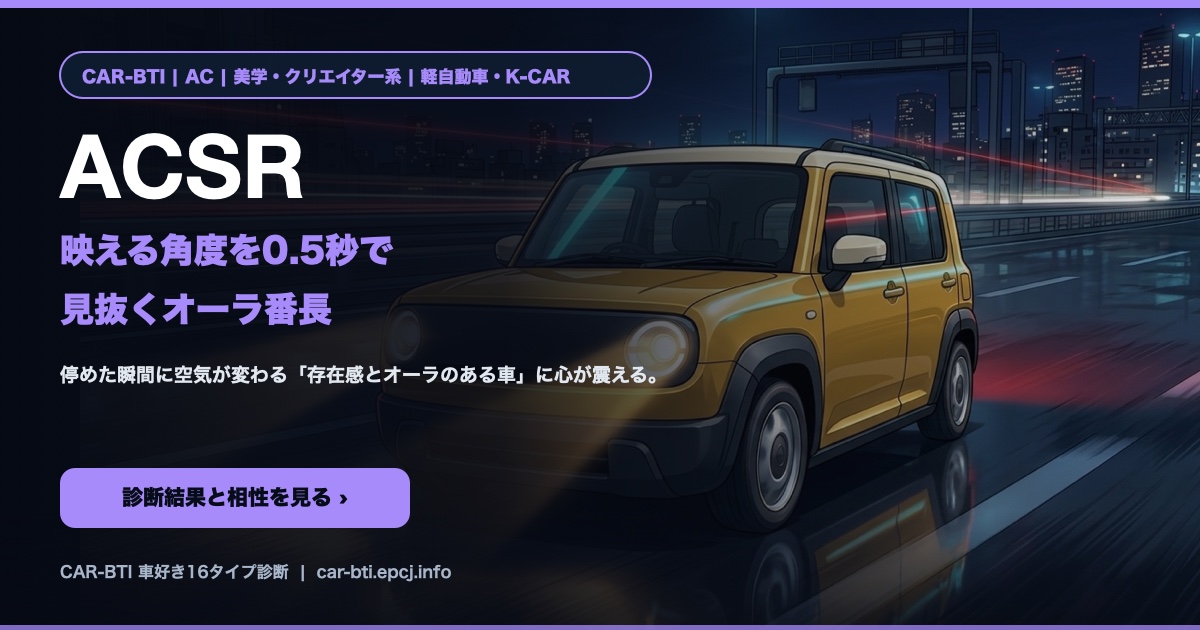 CAR-BTI | AC | 美学・クリエイター系 | 軽自動車・K-CAR
ACSR
映える角度を0.5秒で
見抜くオーラ番長
停めた瞬間に空気が変わる「存在感とオーラのある車」に心が震える。
診断結果と相性を見る ›
CAR-BTI 車好き16タイプ診断 | car-bti.epcj.info